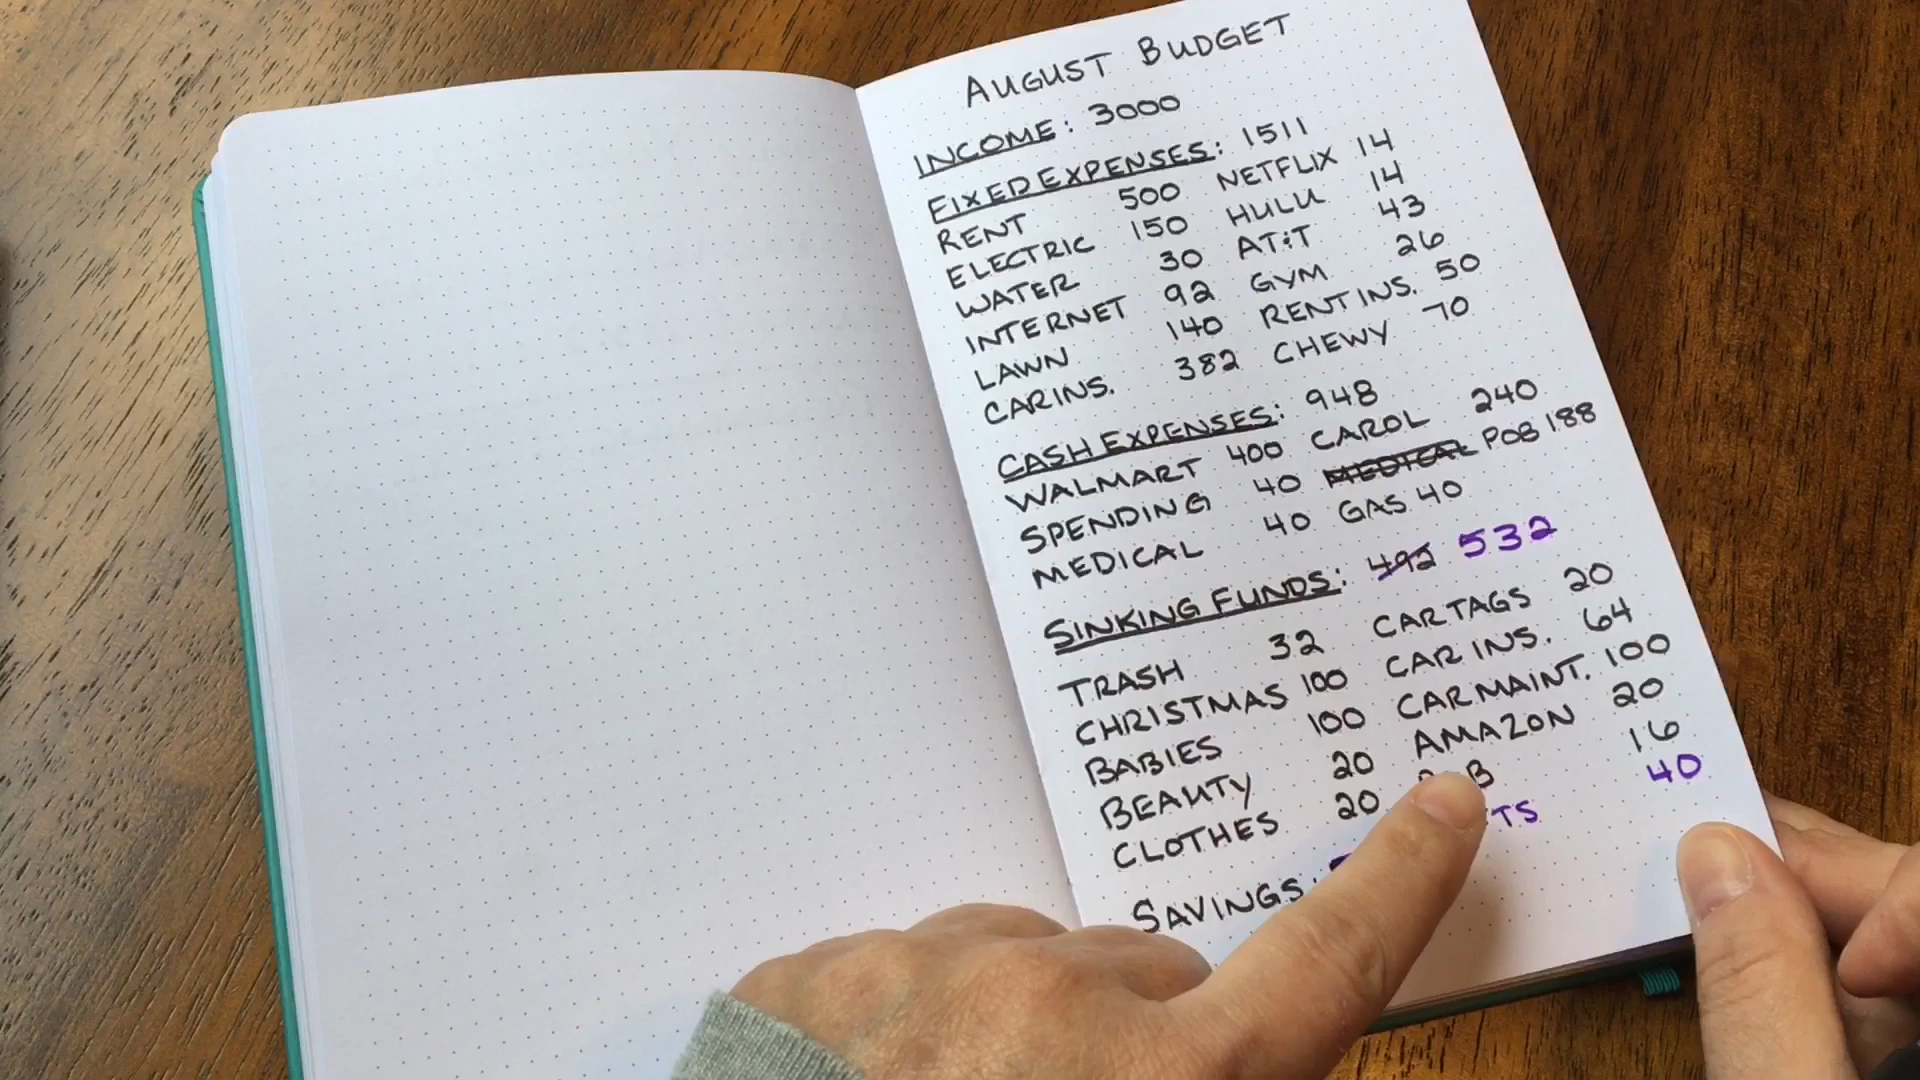 AUGUST BUDGET
INCOME: 3000
FIXED EXPENSES: 1511
RENT 500 NETFLIX 14
ELECTRIC 150 HULU 14
WATER 30 AT&T 43
INTERNET 92 GYM 26
LAWN 140 RENT INS. 50
CAR INS. 382 CHEWY 70
CASH EXPENSES: 948
WALMART 400 CAROL 240
SPENDING 40 MEDICAL POB 188
MEDICAL 40 GAS 40
SINKING FUNDS: 492 532
TRASH 32 CAR TAGS 20
CHRISTMAS 100 CAR INS. 64
BABIES 100 CAR MAINT. 100
BEAUTY 20 AMAZON 20
CLOTHES 20 16
40
SAVINGS: